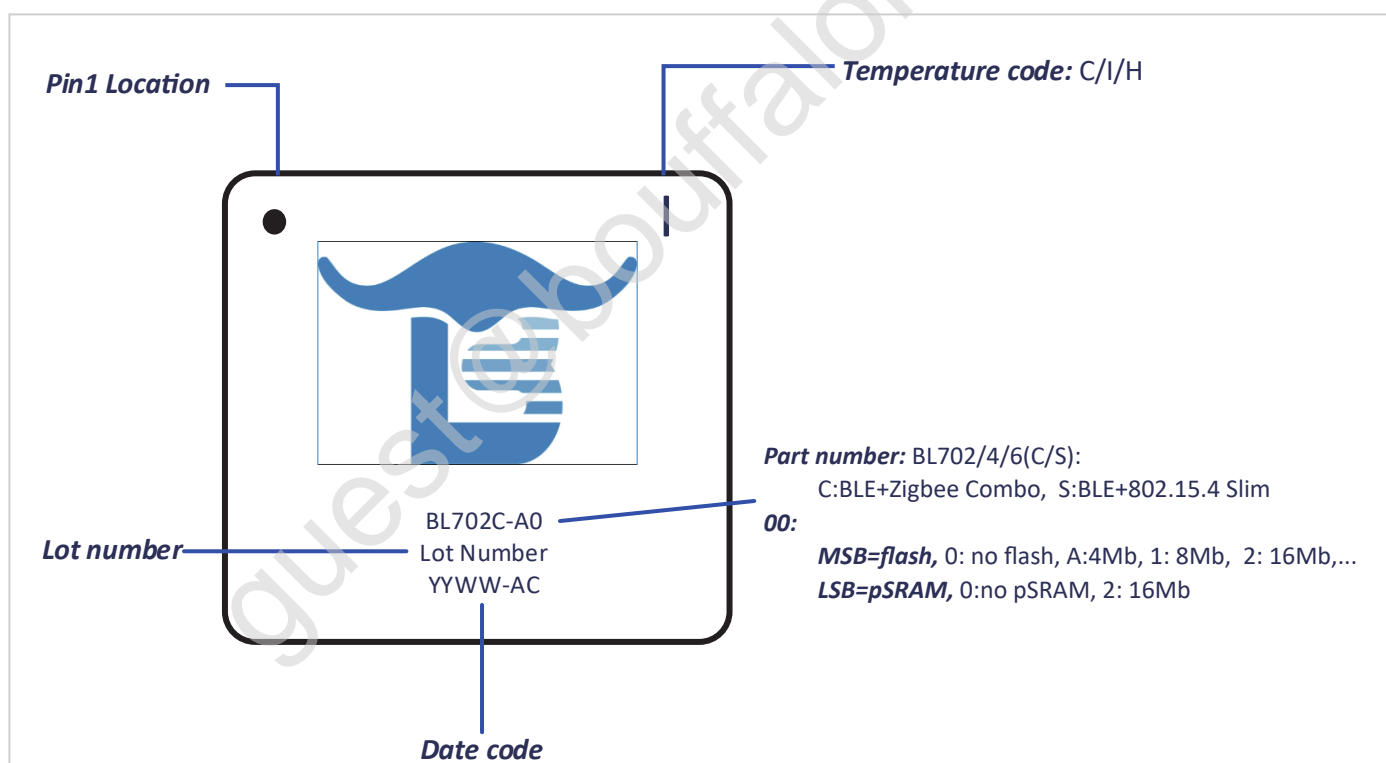 Pin1 Location
Temperature code: C/I/H
I
BL702C-A0
Lot Number
YYWW-AC
Part number: BL702/4/6(C/S):
C:BLE+Zigbee Combo, S:BLE+802.15.4 Slim
00:
MSB=flash, 0: no flash, A:4Mb, 1: 8Mb, 2: 16Mb,...
LSB=pSRAM, 0:no pSRAM, 2: 16Mb
Lot number
Date code
guest@bouffalo